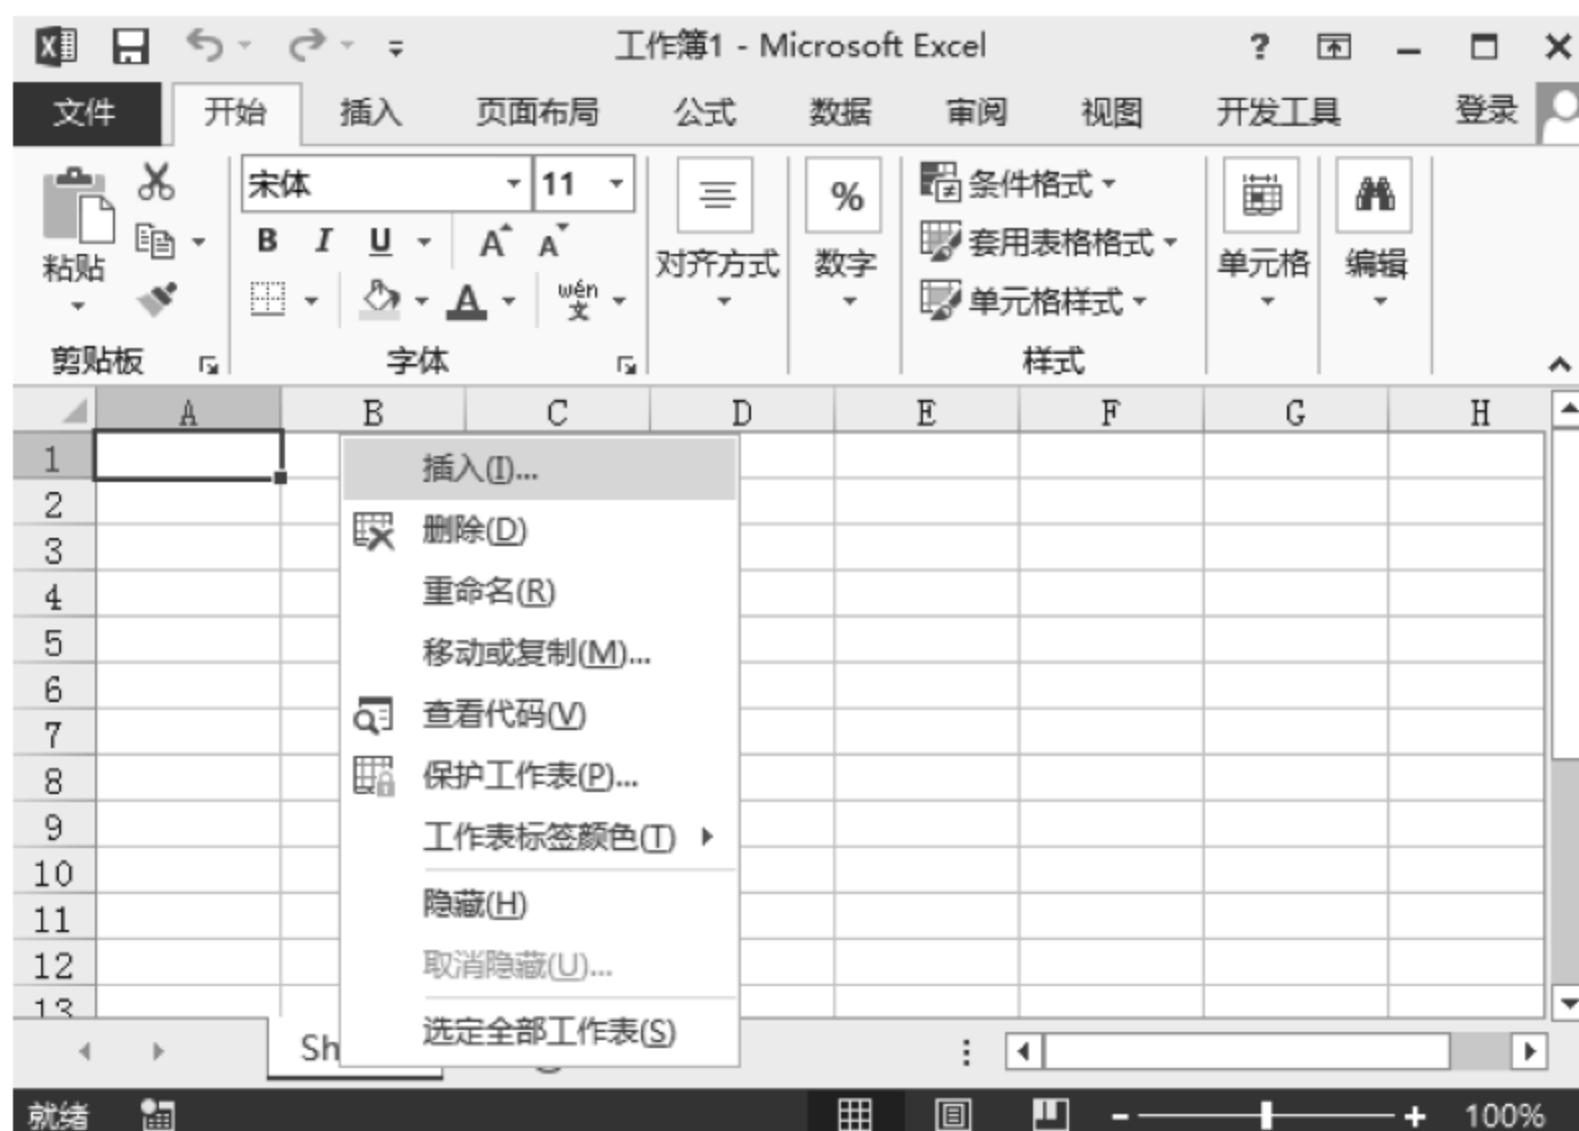 工作簿1 - Microsoft Excel
?
文件 开始 插入 页面布局 公式 数据 审阅 视图 开发工具 登录
宋体 11
% 条件格式
粘贴 B I U A A 对齐方式 数字 套用表格格式 单元格 编辑
A wén 文 单元格样式
剪贴板 字体 样式
A B C D E F G H
1
2
3
4
5
6
7
8
9
10
11
12
13
插入(I)...
删除(D)
重命名(R)
移动或复制(M)...
查看代码(V)
保护工作表(P)...
工作表标签颜色(T)
隐藏(H)
取消隐藏(U)...
选定全部工作表(S)
Sh
就绪 100%